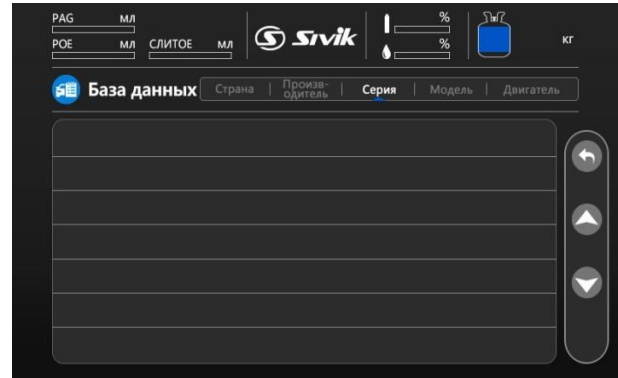 PAG МЛ
POE МЛ СЛИТОЕ МЛ
Sivik
%
%
кг
База данных
Страна | Произв-одитель | Серия | Модель | Двигатель